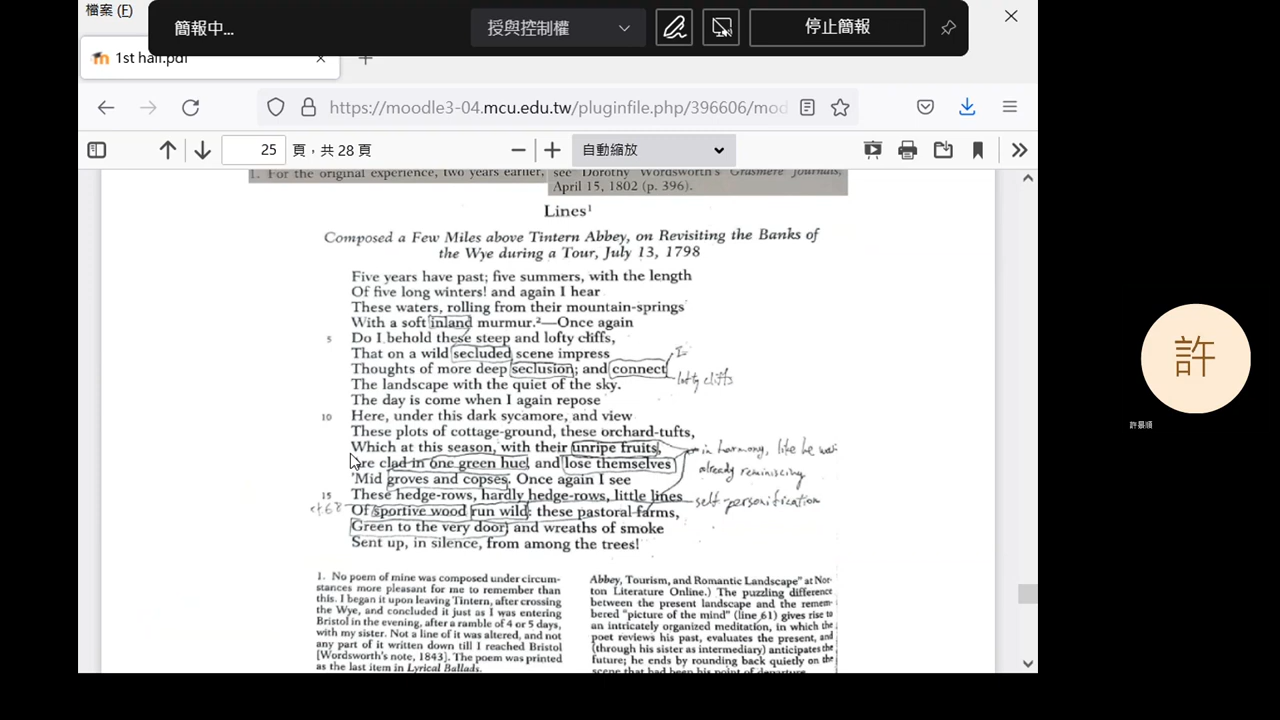 檔案 (F)
簡報中...
授與控制權
停止簡報
1st half.pdf
https://moodle3-04.mcu.edu.tw/pluginfile.php/396606/mod
25 頁,共 28 頁
自動縮放
1. For the original experience, two years earlier, see Dorothy Wordsworth's Grasmere Journals,
April 15, 1802 (p. 396).
Lines¹
Composed a Few Miles above Tintern Abbey, on Revisiting the Banks of
the Wye during a Tour, July 13, 1798
Five years have past; five summers, with the length
Of five long winters! and again I hear
These waters, rolling from their mountain-springs
With a soft inland murmur.²—Once again
5 Do I behold these steep and lofty cliffs,
That on a wild secluded scene impress
Thoughts of more deep seclusion; and connect
lofty cliffs
The landscape with the quiet of the sky.
The day is come when I again repose
10 Here, under this dark sycamore, and view
These plots of cottage-ground, these orchard-tufts,
Which at this season, with their unripe fruits, in harmony, like he was
Are clad in one green hue, and lose themselves already reminiscing
'Mid groves and copses. Once again I see
15 These hedge-rows, hardly hedge-rows, little lines self-personification
Of sportive wood run wild: these pastoral farms,
Green to the very door; and wreaths of smoke
Sent up, in silence, from among the trees!
1. No poem of mine was composed under circum-
stances more pleasant for me to remember than
this. I began it upon leaving Tintern, after crossing
the Wye, and concluded it just as I was entering
Bristol in the evening, after a ramble of 4 or 5 days,
with my sister. Not a line of it was altered, and not
any part of it written down till I reached Bristol
[Wordsworth's note, 1843]. The poem was printed
as the last item in Lyrical Ballads.
Abbey, Tourism, and Romantic Landscape" at Nor-
ton Literature Online.) The puzzling difference
between the present landscape and the remem-
bered "picture of the mind" (line 61) gives rise to
an intricately organized meditation, in which the
poet reviews his past, evaluates the present, and
(through his sister as intermediary) anticipates the
future; he ends by rounding back quietly on the
scene that had been his point of departure.
許
許景順